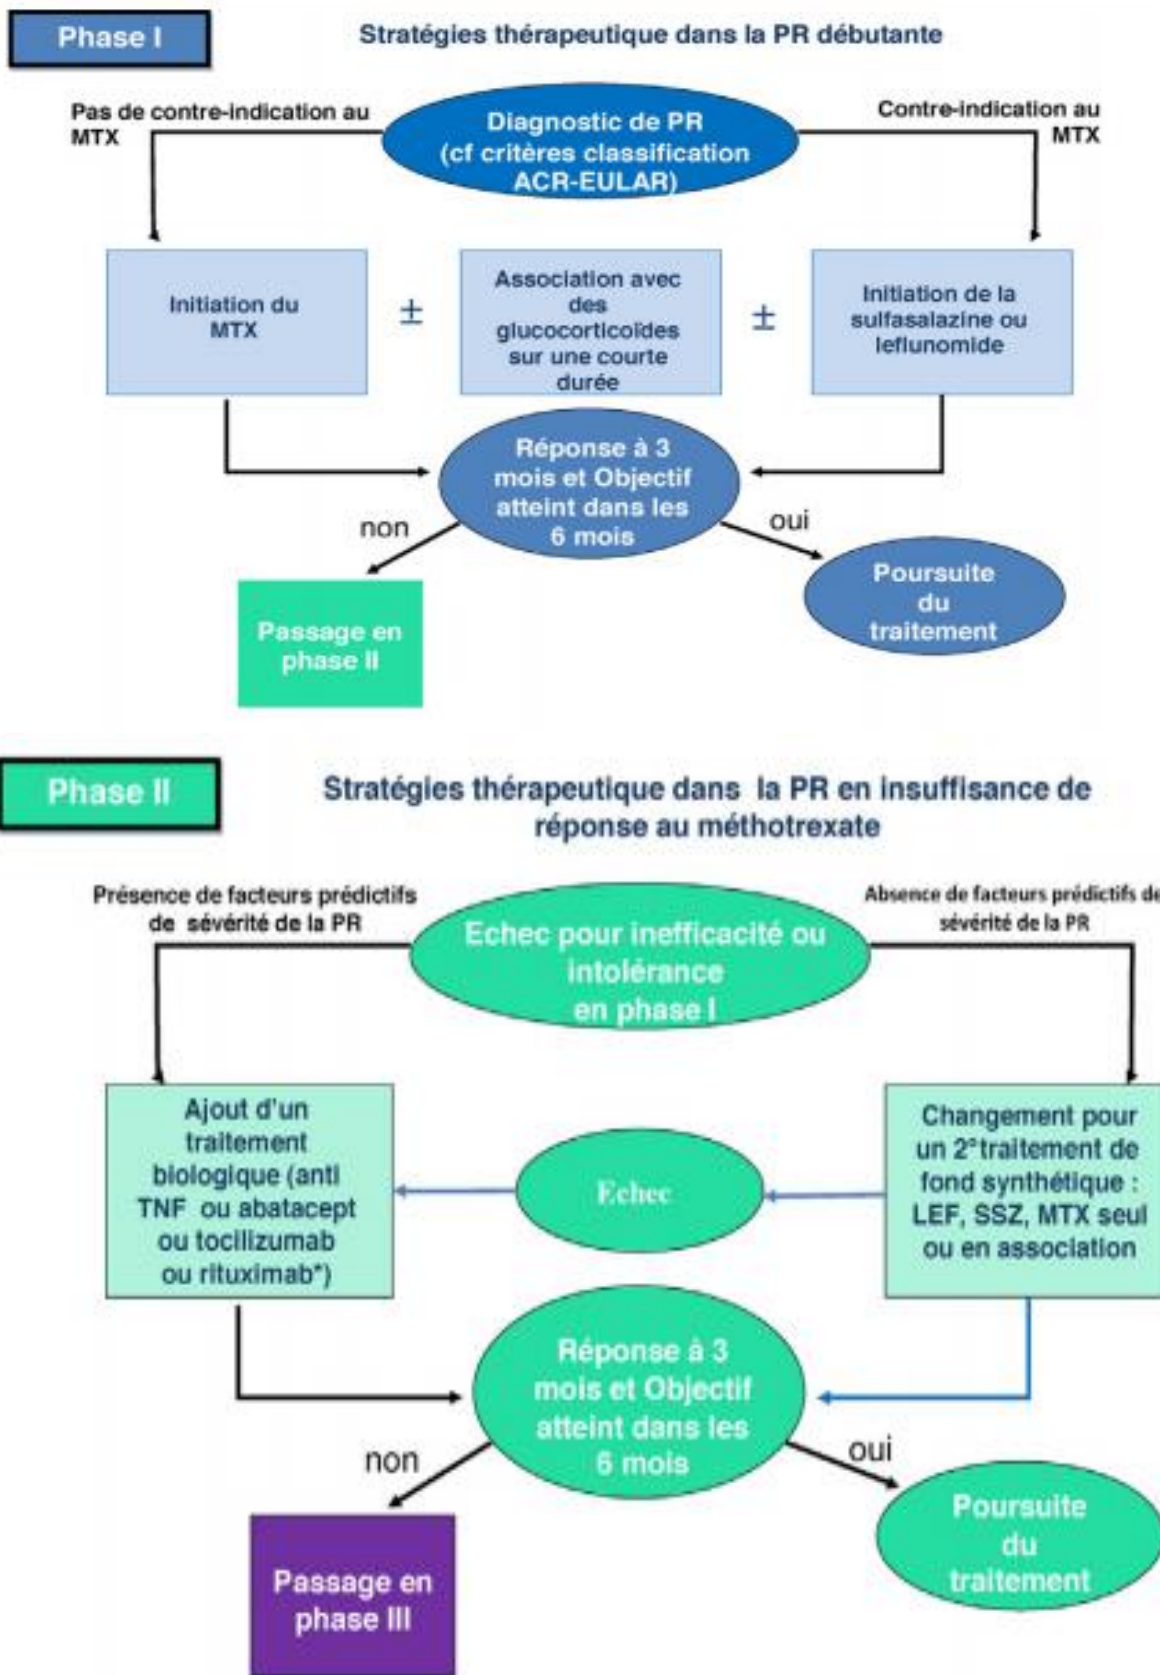 Phase I
Stratégies thérapeutique dans la PR débutante
Pas de contre-indication au
MTX
Diagnostic de PR
(cf critères classification
ACR-EULAR)
Contre-indication au
MTX
Initiation du
MTX
±
Association avec
des
glucocorticoïdes
sur une courte
durée
±
Initiation de la
sulfasalazine ou
leflunomide
Réponse à 3
mois et Objectif
atteint dans les
6 mois
non
oui
Passage en
phase II
Poursuite
du
traitement
Phase II
Stratégies thérapeutique dans la PR en insuffisance de
réponse au méthotrexate
Présence de facteurs prédictifs
de sévérité de la PR
Echec pour inefficacité ou
intolérance
en phase I
Absence de facteurs prédictifs de
sévérité de la PR
Ajout d'un
traitement
biologique (anti
TNF ou abatacept
ou tocilizumab
ou rituximab*)
Echec
Changement pour
un 2° traitement de
fond synthétique :
LEF, SSZ, MTX seul
ou en association
Réponse à 3
mois et Objectif
atteint dans les
6 mois
non
oui
Passage en
phase III
Poursuite
du
traitement